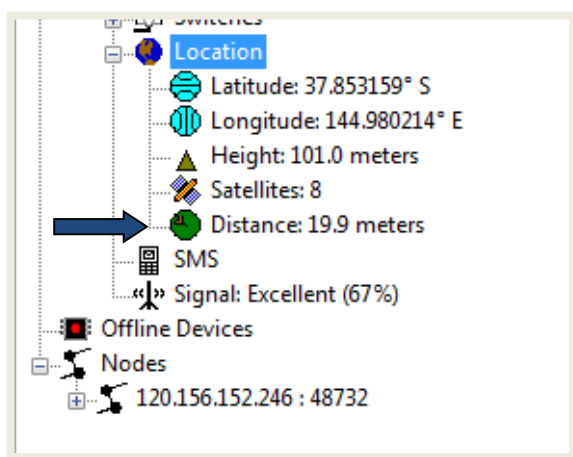 Switches
Location
Latitude: 37.853159° S
Longitude: 144.980214° E
Height: 101.0 meters
Satellites: 8
Distance: 19.9 meters
SMS
Signal: Excellent (67%)
Offline Devices
Nodes
120.156.152.246 : 48732